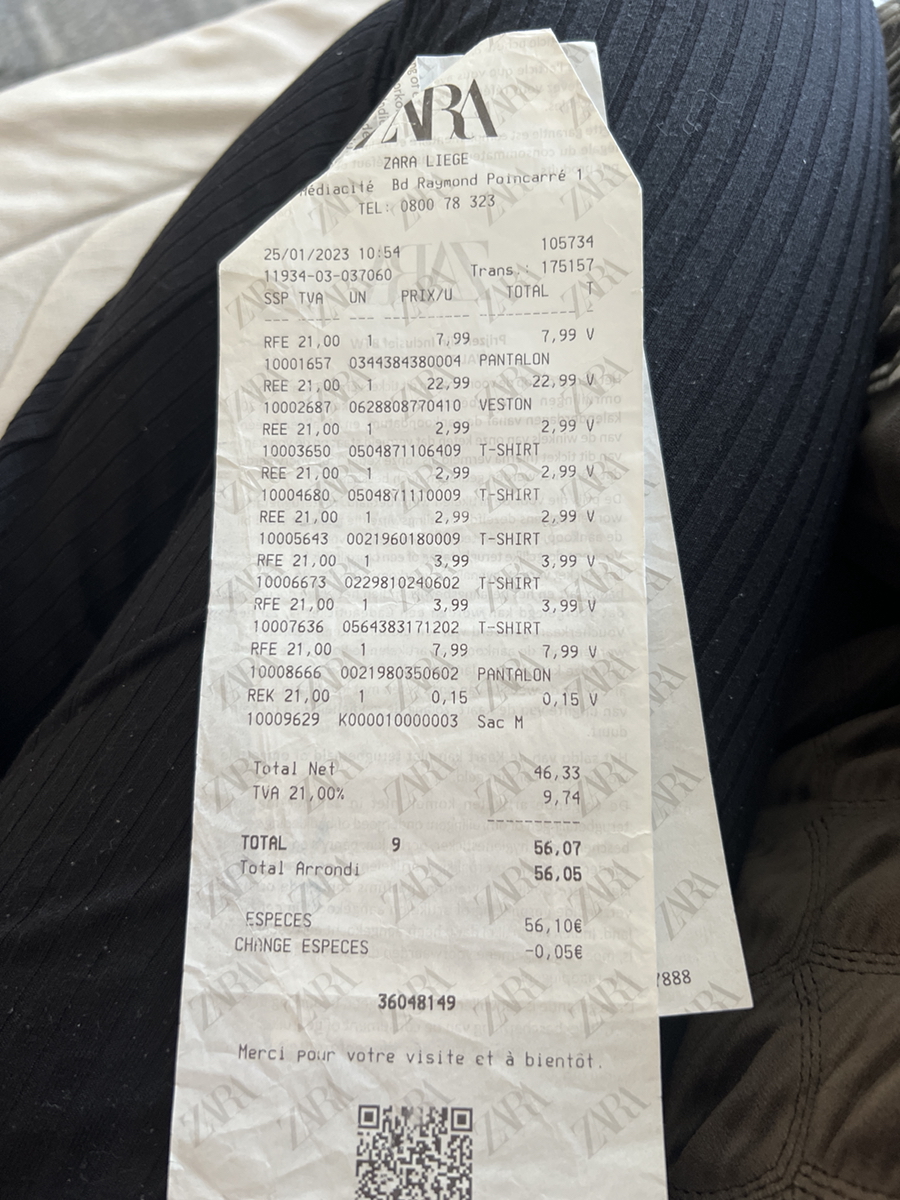 ZARA
ZARA LIEGE
Médiacité Bd Raymond Poincarré 1
TEL: 0800 78 323
25/01/2023 10:54 105734
11934-03-037060 Trans.: 175157
SSP TVA UN PRIX/U TOTAL T
RFE 21,00 1 7,99 7,99 V
10001657 0344384380004 PANTALON
REE 21,00 1 22,99 22,99 V
10002687 0628808770410 VESTON
REE 21,00 1 2,99 2,99 V
10003650 0504871106409 T-SHIRT
REE 21,00 1 2,99 2,99 V
10004680 0504871110009 T-SHIRT
REE 21,00 1 2,99 2,99 V
10005643 0021960180009 T-SHIRT
RFE 21,00 1 3,99 3,99 V
10006673 0229810240602 T-SHIRT
RFE 21,00 1 3,99 3,99 V
10007636 0564383171202 T-SHIRT
RFE 21,00 1 7,99 7,99 V
10008666 0021980350602 PANTALON
REK 21,00 1 0,15 0,15 V
10009629 K000010000003 Sac M
Total Net 46,33
TVA 21,00% 9,74
TOTAL 9 56,07
Total Arrondi 56,05
ESPECES 56,10€
CHANGE ESPECES -0,05€
36048149
Merci pour votre visite et à bientôt.